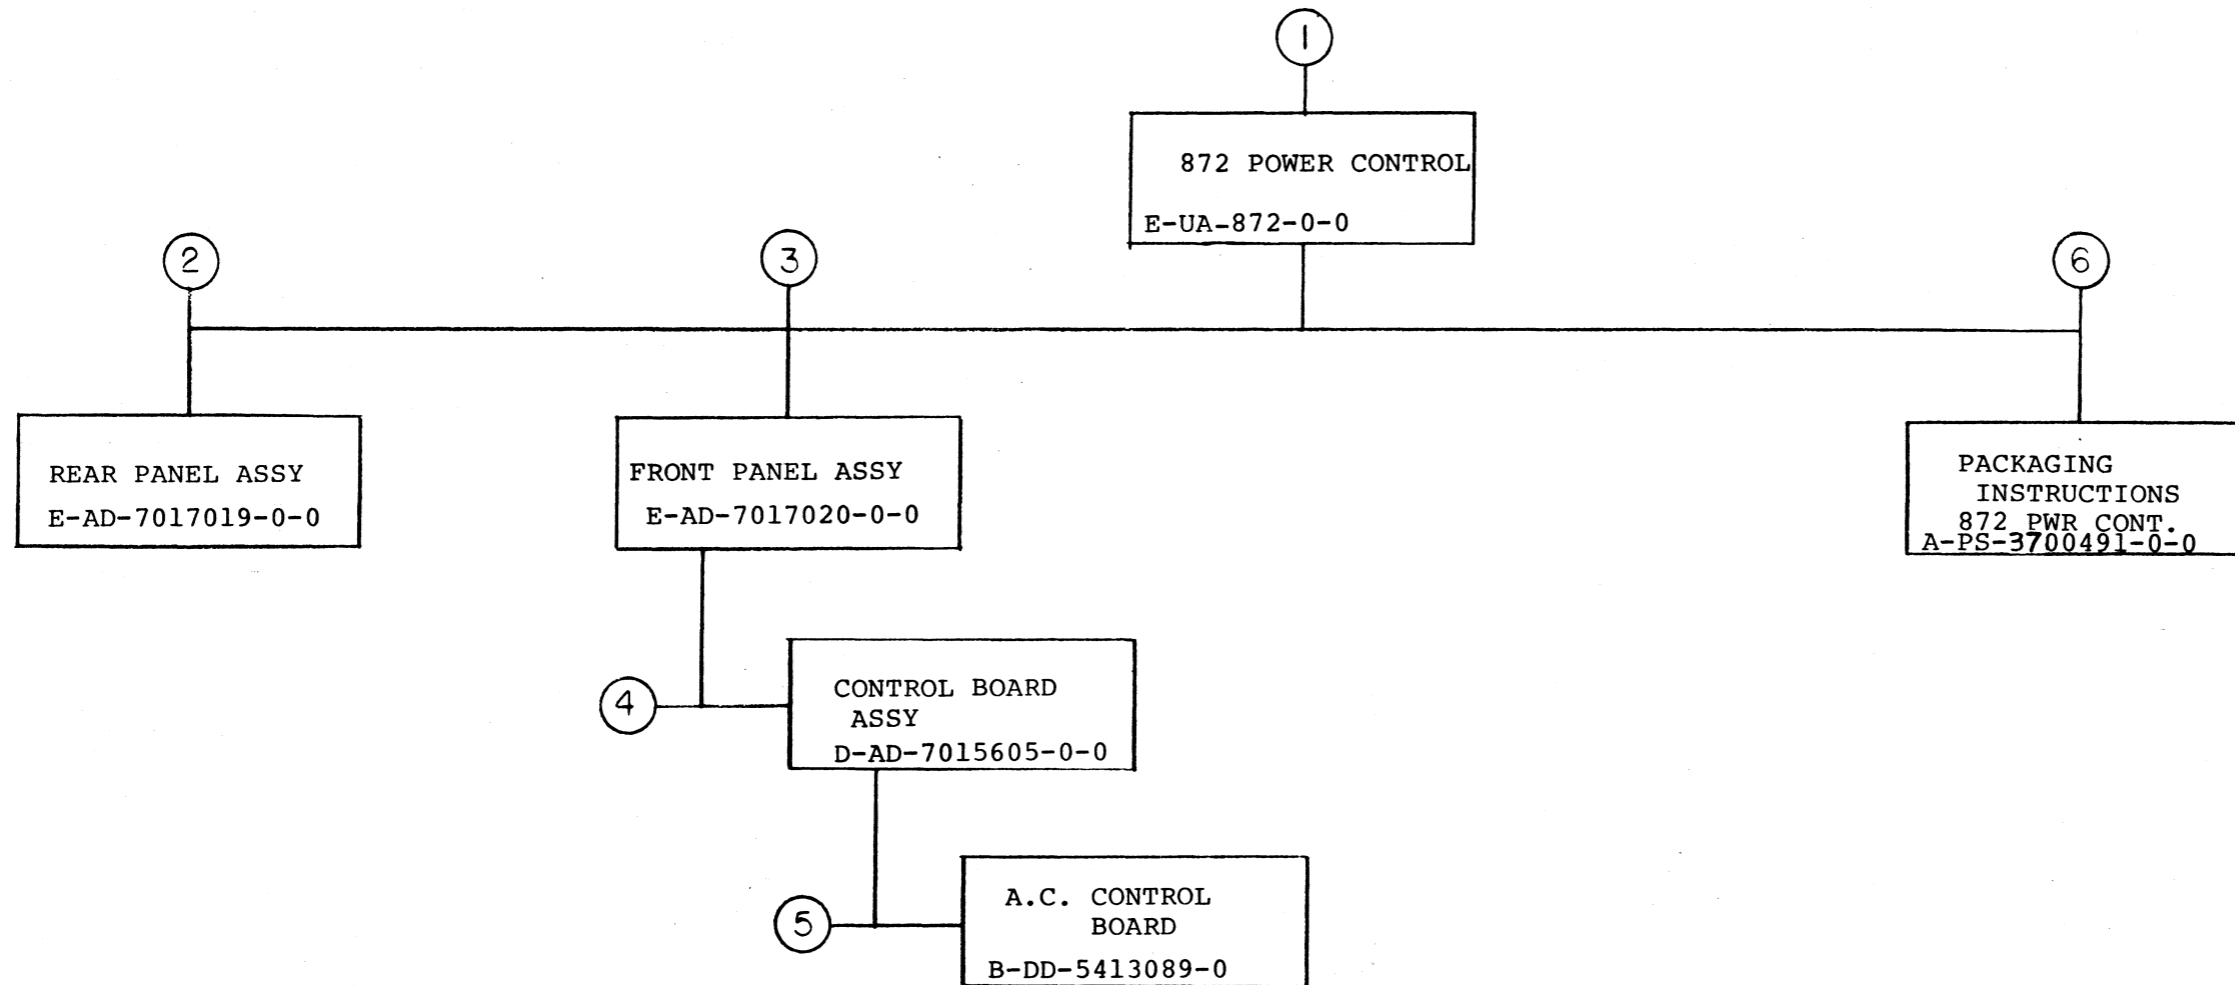 1
872 POWER CONTROL
E-UA-872-0-0
2
3
6
REAR PANEL ASSY
E-AD-7017019-0-0
FRONT PANEL ASSY
E-AD-7017020-0-0
PACKAGING
INSTRUCTIONS
872 PWR CONT.
A-PS-3700491-0-0
4
CONTROL BOARD
ASSY
D-AD-7015605-0-0
5
A.C. CONTROL
BOARD
B-DD-5413089-0